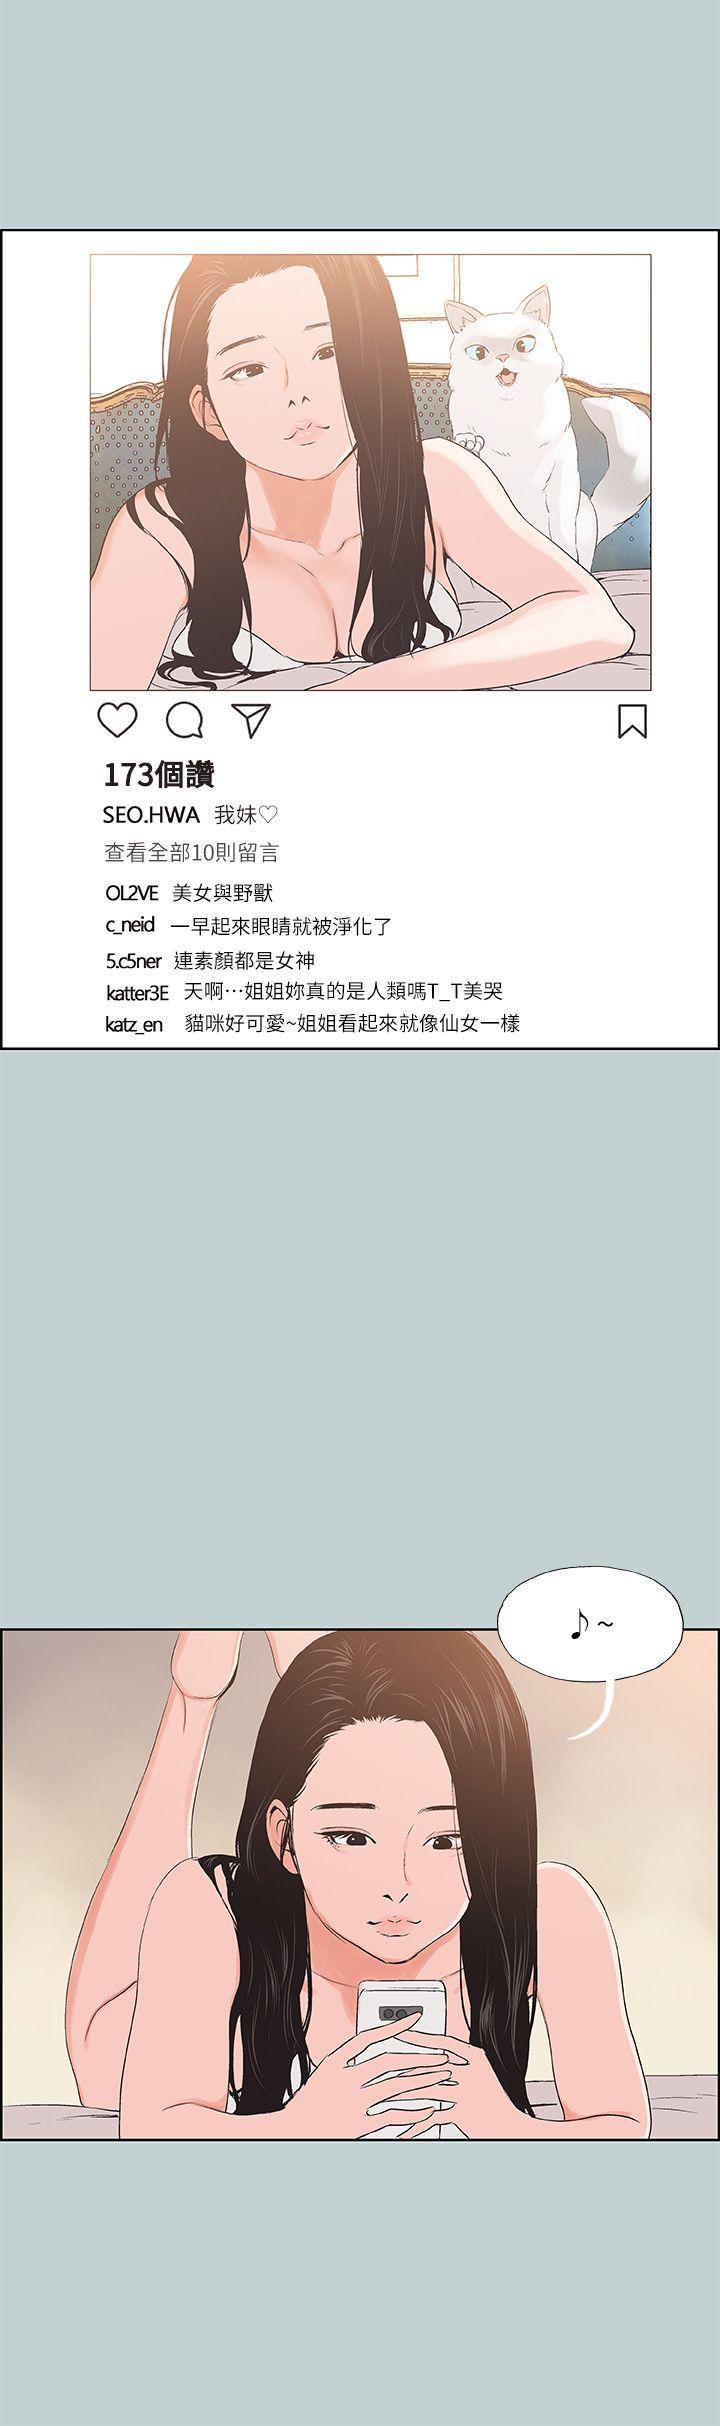 173個讚
SEO.HWA 我妹♡
查看全部10則留言
OL2VE 美女與野獸
c_neid 一早起來眼睛就被淨化了
5.c5ner 連素顏都是女神
katter3E 天啊…姐姐妳真的是人類嗎T_T美哭
katz_en 貓咪好可愛~姐姐看起來就像仙女一樣
♪~